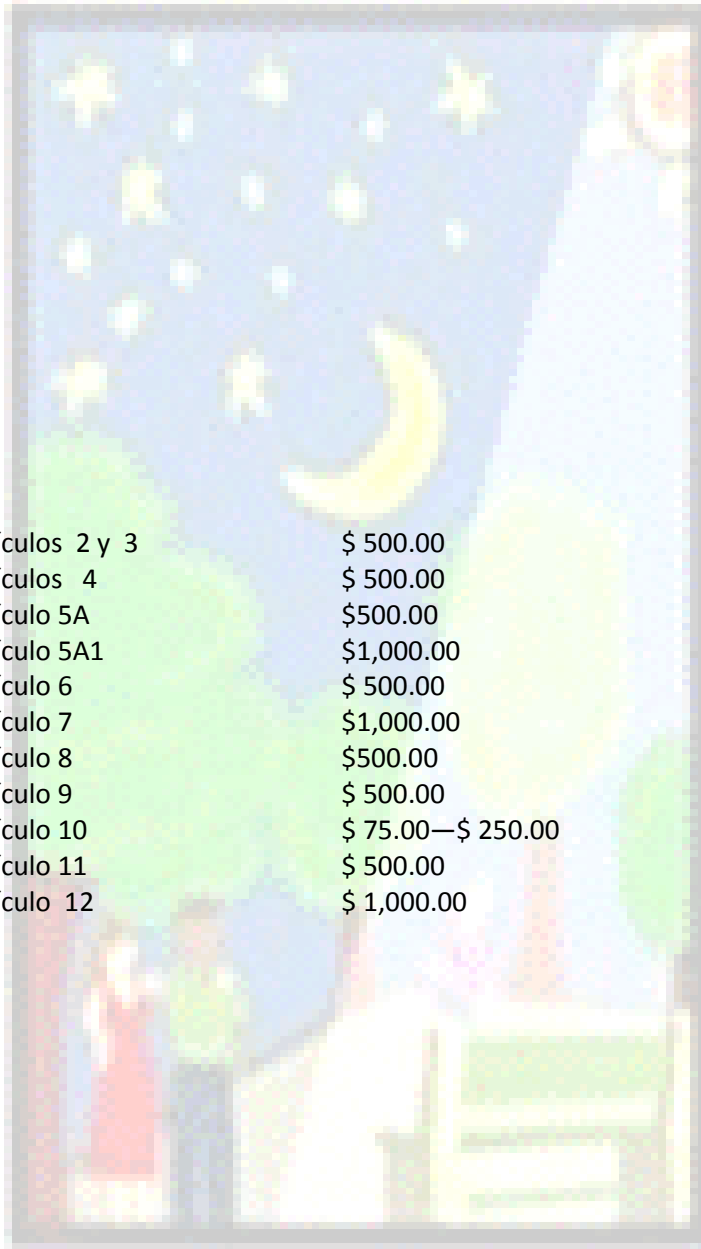 ículos 2 y 3 $ 500.00
ículos 4 $ 500.00
ículo 5A $500.00
ículo 5A1 $1,000.00
ículo 6 $ 500.00
ículo 7 $1,000.00
ículo 8 $500.00
ículo 9 $ 500.00
ículo 10 $ 75.00—$ 250.00
ículo 11 $ 500.00
ículo 12 $ 1,000.00